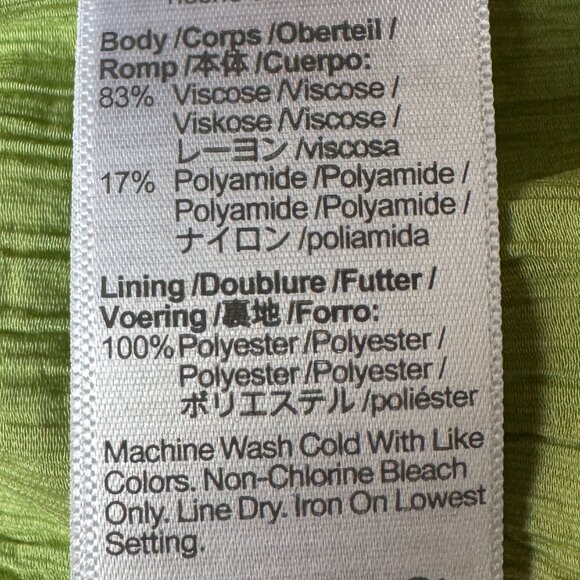 Body /Corps /Oberteil /
Romp /本体 /Cuerpo:
83% Viscose /Viscose /
Viskose /Viscose /
レーヨン /viscosa
17% Polyamide /Polyamide /
Polyamide /Polyamide /
ナイロン /poliamida
Lining /Doublure /Futter /
Voering /裏地 /Forro:
100% Polyester /Polyester /
Polyester /Polyester /
ポリエステル /poliéster
Machine Wash Cold With Like
Colors. Non-Chlorine Bleach
Only. Line Dry. Iron On Lowest
Setting.